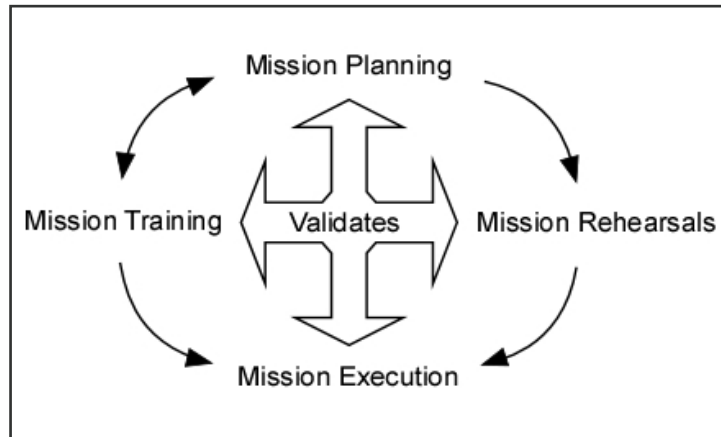 Mission Planning
Mission Training
Validates
Mission Rehearsals
Mission Execution